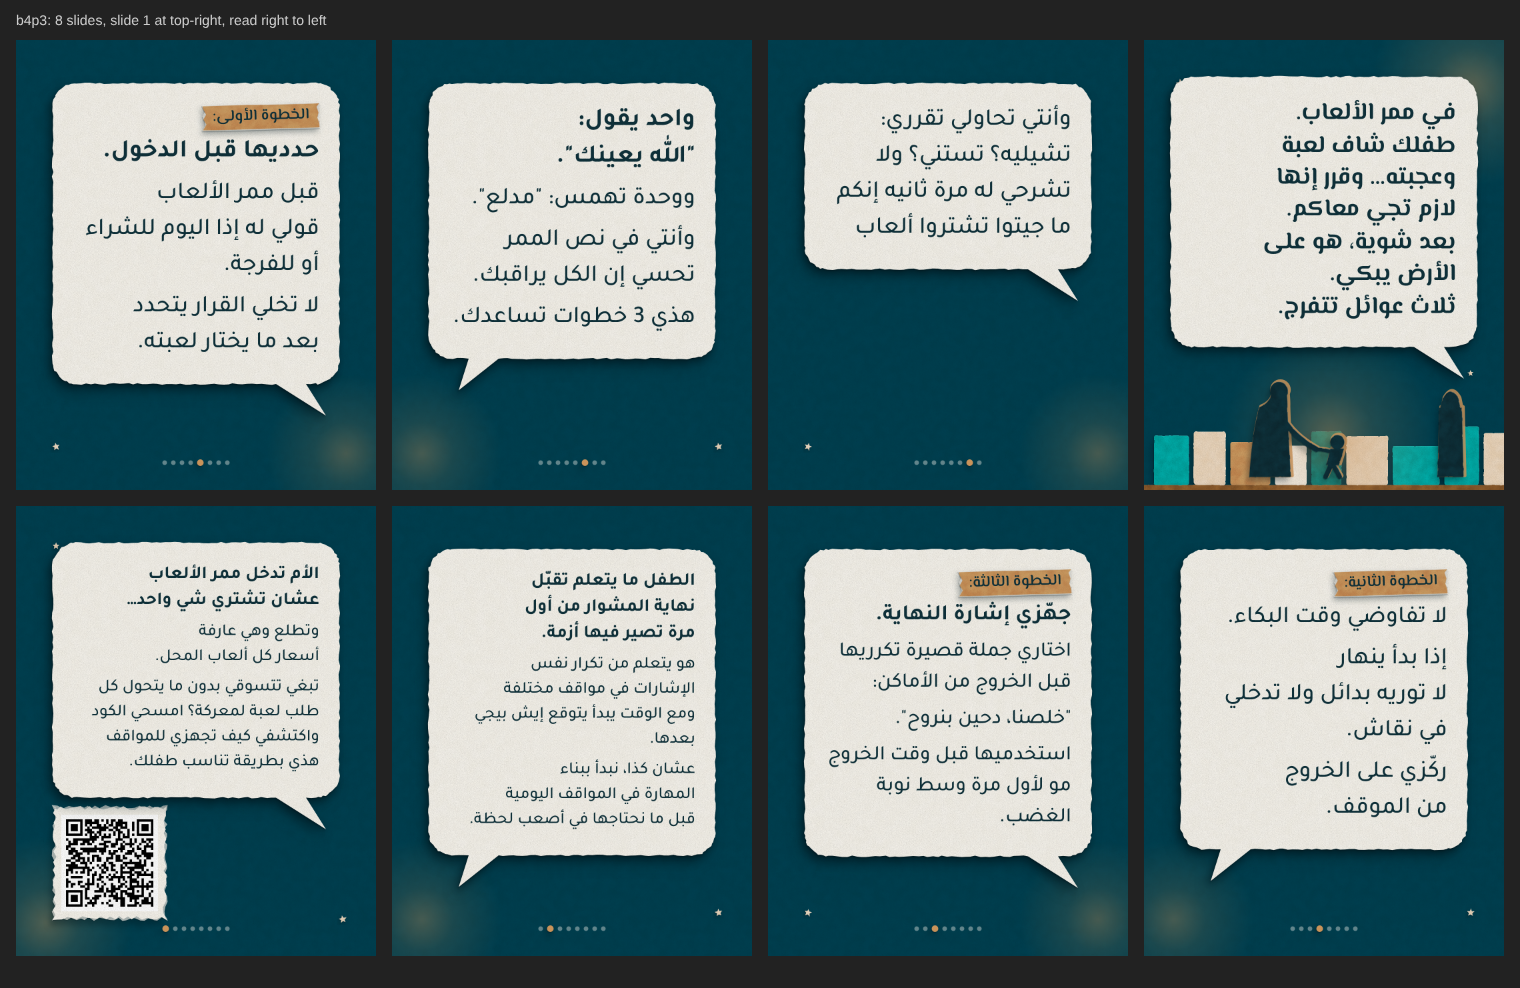 b4p3: 8 slides, slide 1 at top-right, read right to left
في ممر الألعاب.
طفلك شاف لعبة
وعجبته... وقرر إنها
لازم تجي معاكم.
بعد شوية، هو على
الأرض يبكي.
ثلاث عوائل تتفرج.
وأنتي تحاولي تقرري:
تشيليه؟ تستني؟ ولا
تشرحي له مرة ثانيه إنكم
ما جيتوا تشتروا ألعاب
واحد يقول:
"الله يعينك".
ووحدة تهمس: "مدلع".
وأنتي في نص الممر
تحسي إن الكل يراقبك.
هذي 3 خطوات تساعدك.
الخطوة الأولى:
حدديها قبل الدخول.
قبل ممر الألعاب
قولي له إذا اليوم للشراء
أو للفرجة.
لا تخلي القرار يتحدد
بعد ما يختار لعبته.
الخطوة الثانية:
لا تفاوضي وقت البكاء.
إذا بدأ ينهار
لا توريه بدائل ولا تدخلي
في نقاش.
ركّزي على الخروج
من الموقف.
الخطوة الثالثة:
جهّزي إشارة النهاية.
اختاري جملة قصيرة تكرريها
قبل الخروج من الأماكن:
"خلصنا، دحين بنروح".
استخدميها قبل وقت الخروج
مو لأول مرة وسط نوبة
الغضب.
الطفل ما يتعلم تقبّل
نهاية المشوار من أول
مرة تصير فيها أزمة.
هو يتعلم من تكرار نفس
الإشارات في مواقف مختلفة
ومع الوقت يبدأ يتوقع إيش بيجي
بعدها.
عشان كذا، نبدأ ببناء
المهارة في المواقف اليومية
قبل ما نحتاجها في أصعب لحظة.
الأم تدخل ممر الألعاب
عشان تشتري شي واحد...
وتطلع وهي عارفة
أسعار كل ألعاب المحل.
تبغي تتسوقي بدون ما يتحول كل
طلب لعبة لمعركة؟ امسحي الكود
واكتشفي كيف تجهزي للمواقف
هذي بطريقة تناسب طفلك.